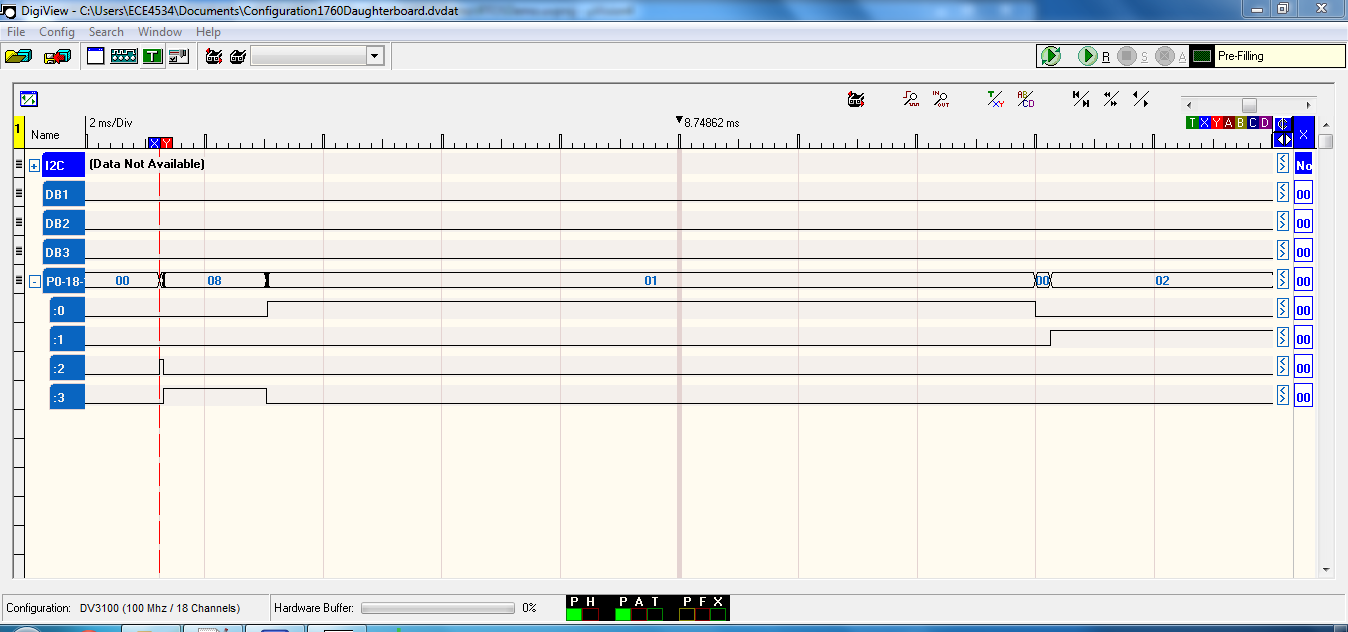 DigiView - C:\Users\ECE4534\Documents\Configuration1760Daughterboard.dvdat
File Config Search Window Help
R S A Pre-Filling
1 Name 2 ms/Div 8.74862 ms
T X Y A B C D
X Y X
I2C (Data Not Available) No
DB1 00
DB2 00
DB3 00
P0-18- 00 08 01 00 02 00
:0 00
:1 00
:2 00
:3 00
Configuration: DV3100 (100 Mhz / 18 Channels) Hardware Buffer: 0% P H P A T P F X